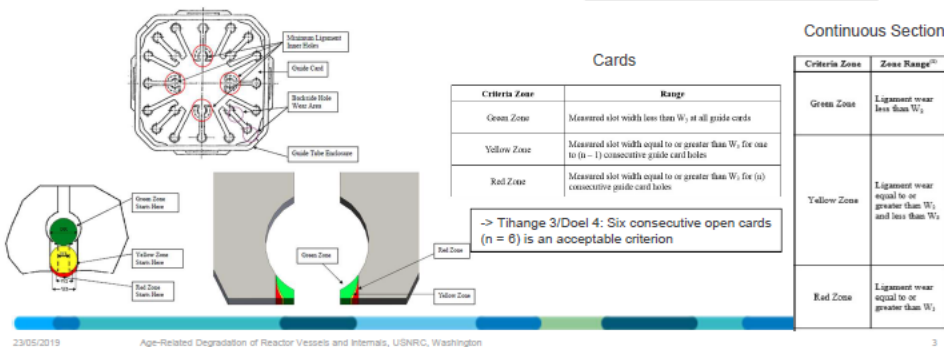 Minimum Ligament
Inner Holes
Guide Card
Backside Hole
Wear Area
Guide Tube Enclosure
Green Zone
Starts Here
Yellow Zone
Starts Here
Red Zone
Starts Here
Green Zone
Red Zone
Yellow Zone
Cards
Criteria Zone Range
Green Zone Measured slot width less than W₃ at all guide cards
Yellow Zone Measured slot width equal to or greater than W₃ for one
to (n – 1) consecutive guide card holes
Red Zone Measured slot width equal to or greater than W₃ for (n)
consecutive guide card holes
-> Tihange 3/Doel 4: Six consecutive open cards
(n = 6) is an acceptable criterion
Continuous Section
Criteria Zone Zone Range
Green Zone
Ligament wear
less than
Yellow Zone
Ligament wear
equal to or
greater than
and less than
Red Zone
Ligament wear
equal to or
greater than
23/05/2019 Age-Related Degradation of Reactor Vessels and Internals, USNRC, Washington 3